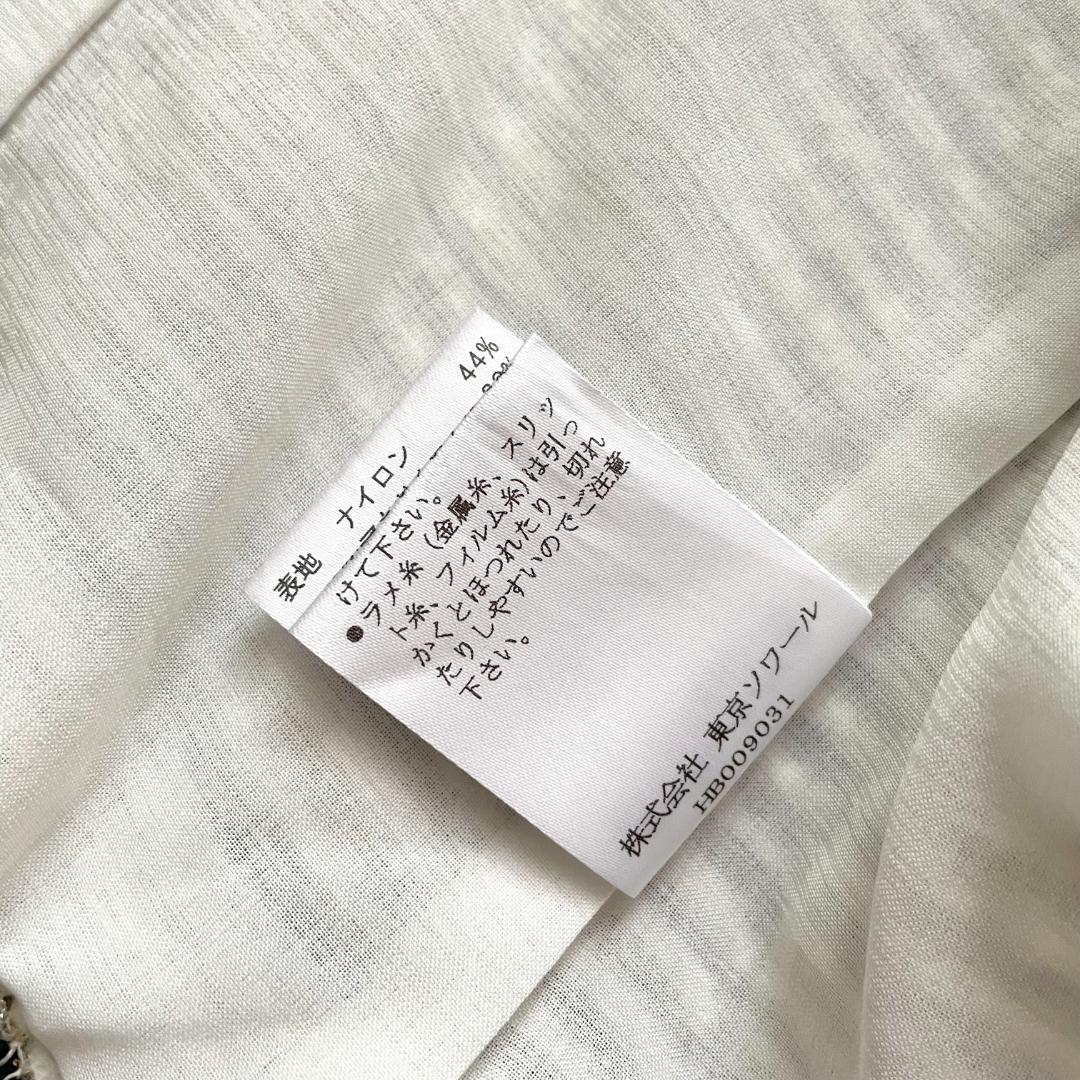 表地 ナイロン 44%
けて下さい。
●ラメ糸(金属糸、スリッ
ト糸、フィルム糸)は引っ
かくとほつれたり、切れ
たりしやすいのでご注意
下さい。
株式会社 東京ソワール
HB009031